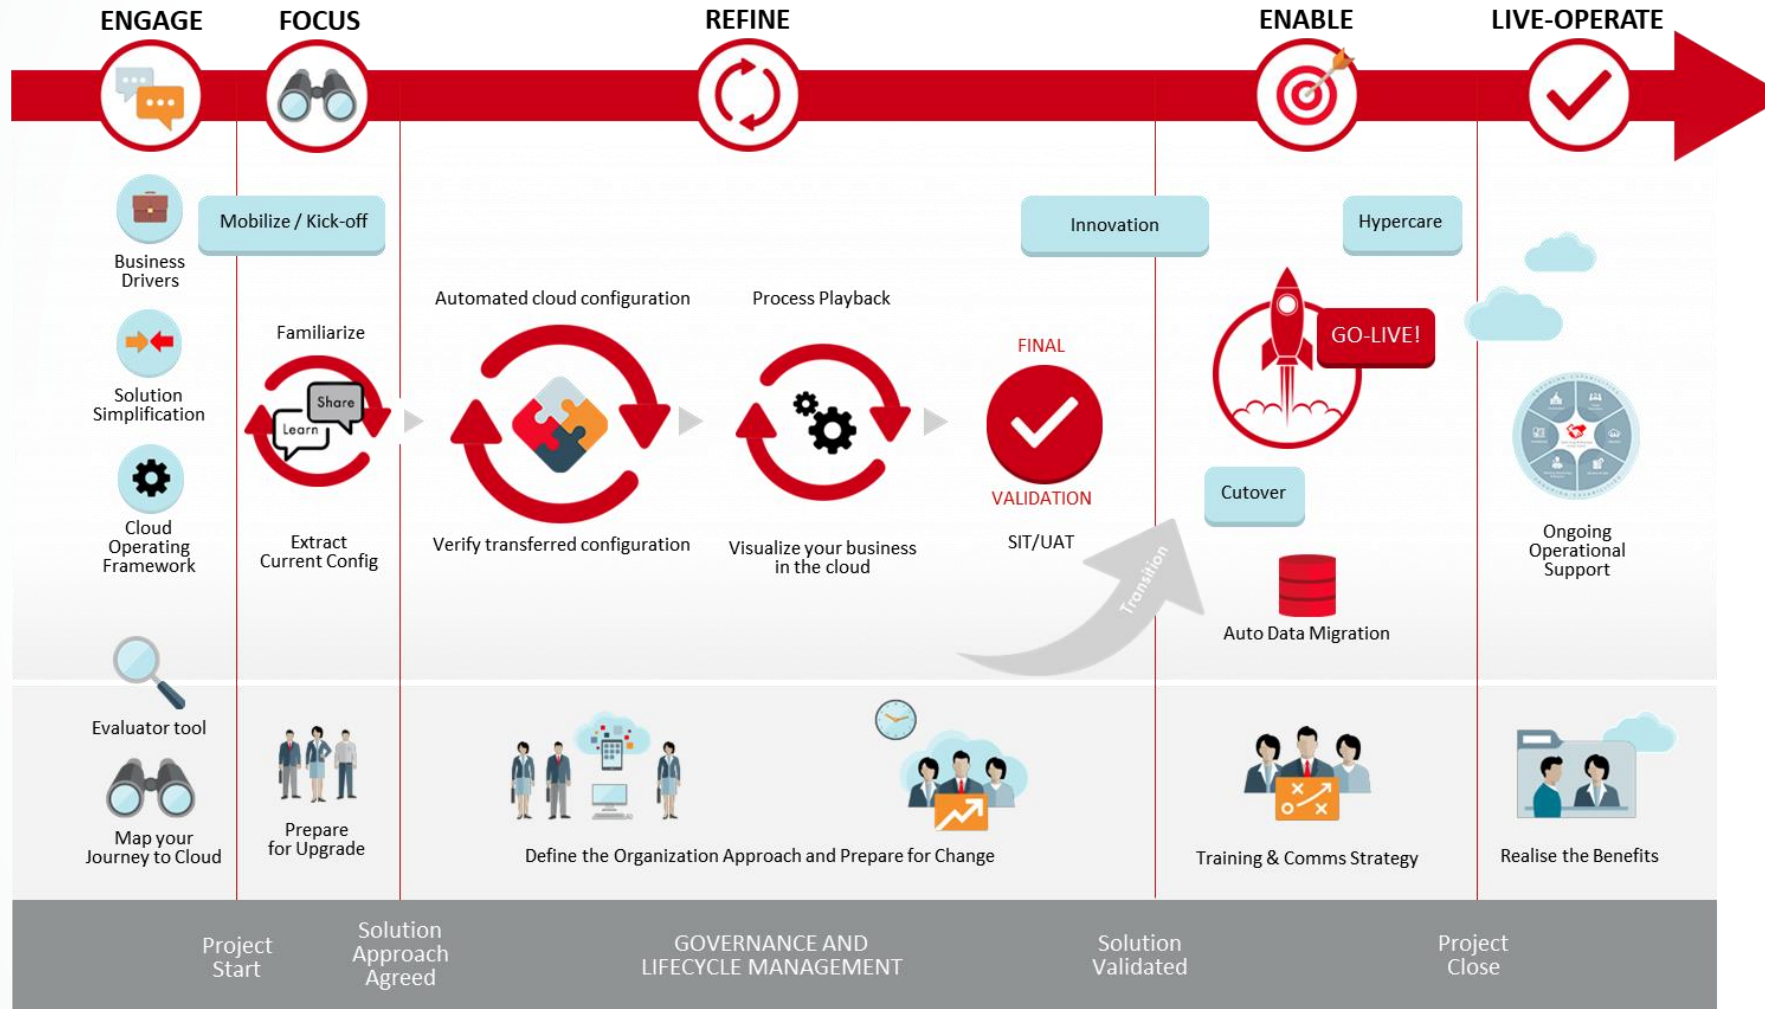 ENGAGE
FOCUS
REFINE
ENABLE
LIVE-OPERATE
Business
Drivers
Solution
Simplification
Cloud
Operating
Framework
Mobilize / Kick-off
Familiarize
Learn
Share
Extract
Current Config
Automated cloud configuration
Verify transferred configuration
Process Playback
Visualize your business
in the cloud
FINAL
VALIDATION
SIT/UAT
Innovation
Transition
Hypercare
GO-LIVE!
Cutover
Auto Data Migration
Ongoing
Operational
Support
Evaluator tool
Map your
Journey to Cloud
Prepare
for Upgrade
Define the Organization Approach and Prepare for Change
Training & Comms Strategy
Realise the Benefits
Project
Start
Solution
Approach
Agreed
GOVERNANCE AND
LIFECYCLE MANAGEMENT
Solution
Validated
Project
Close